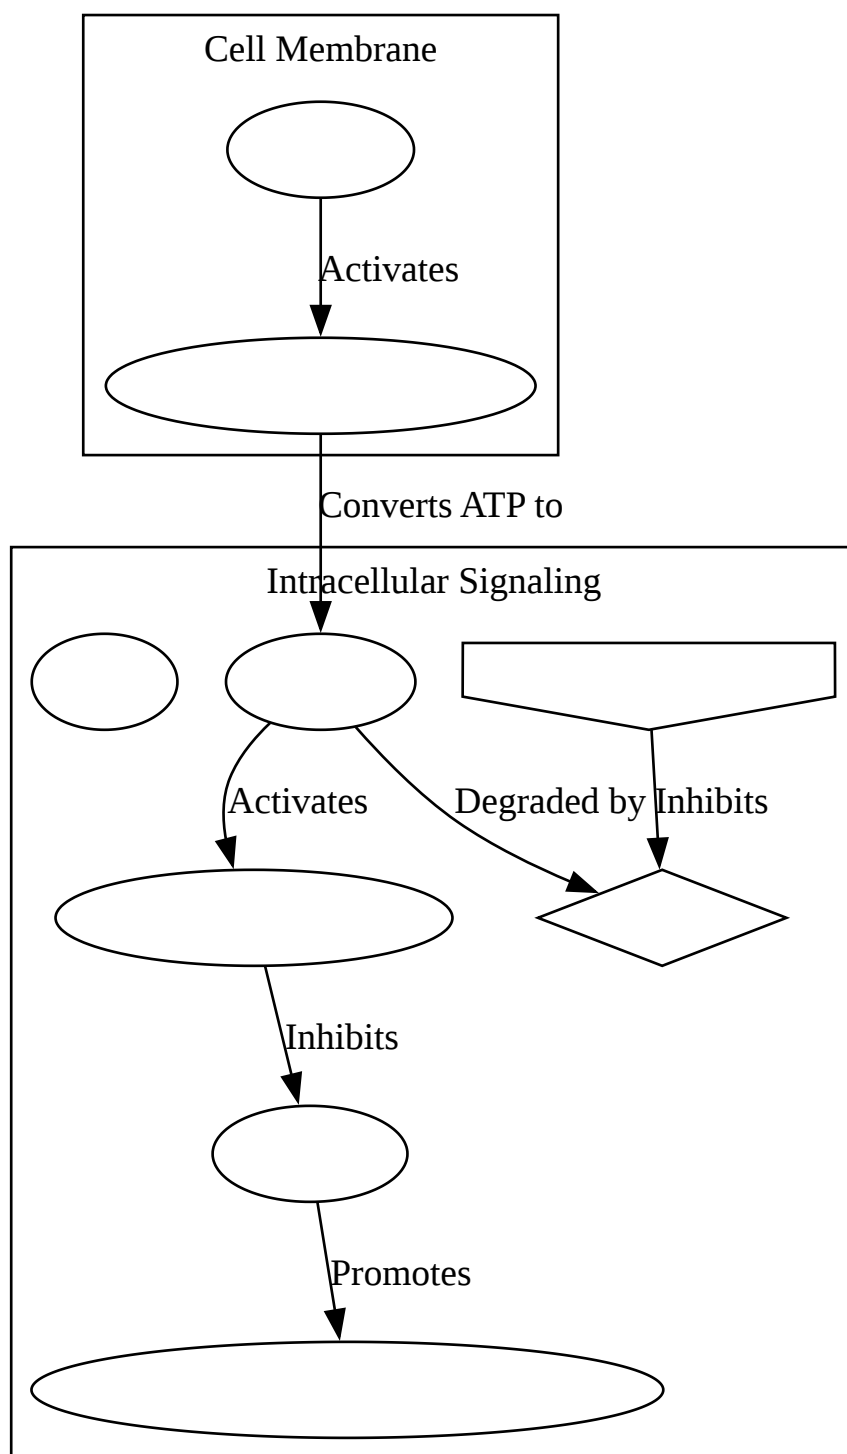 Cell Membrane
Activates
Converts ATP to
Intracellular Signaling
Activates
Degraded by
Inhibits
Inhibits
Promotes